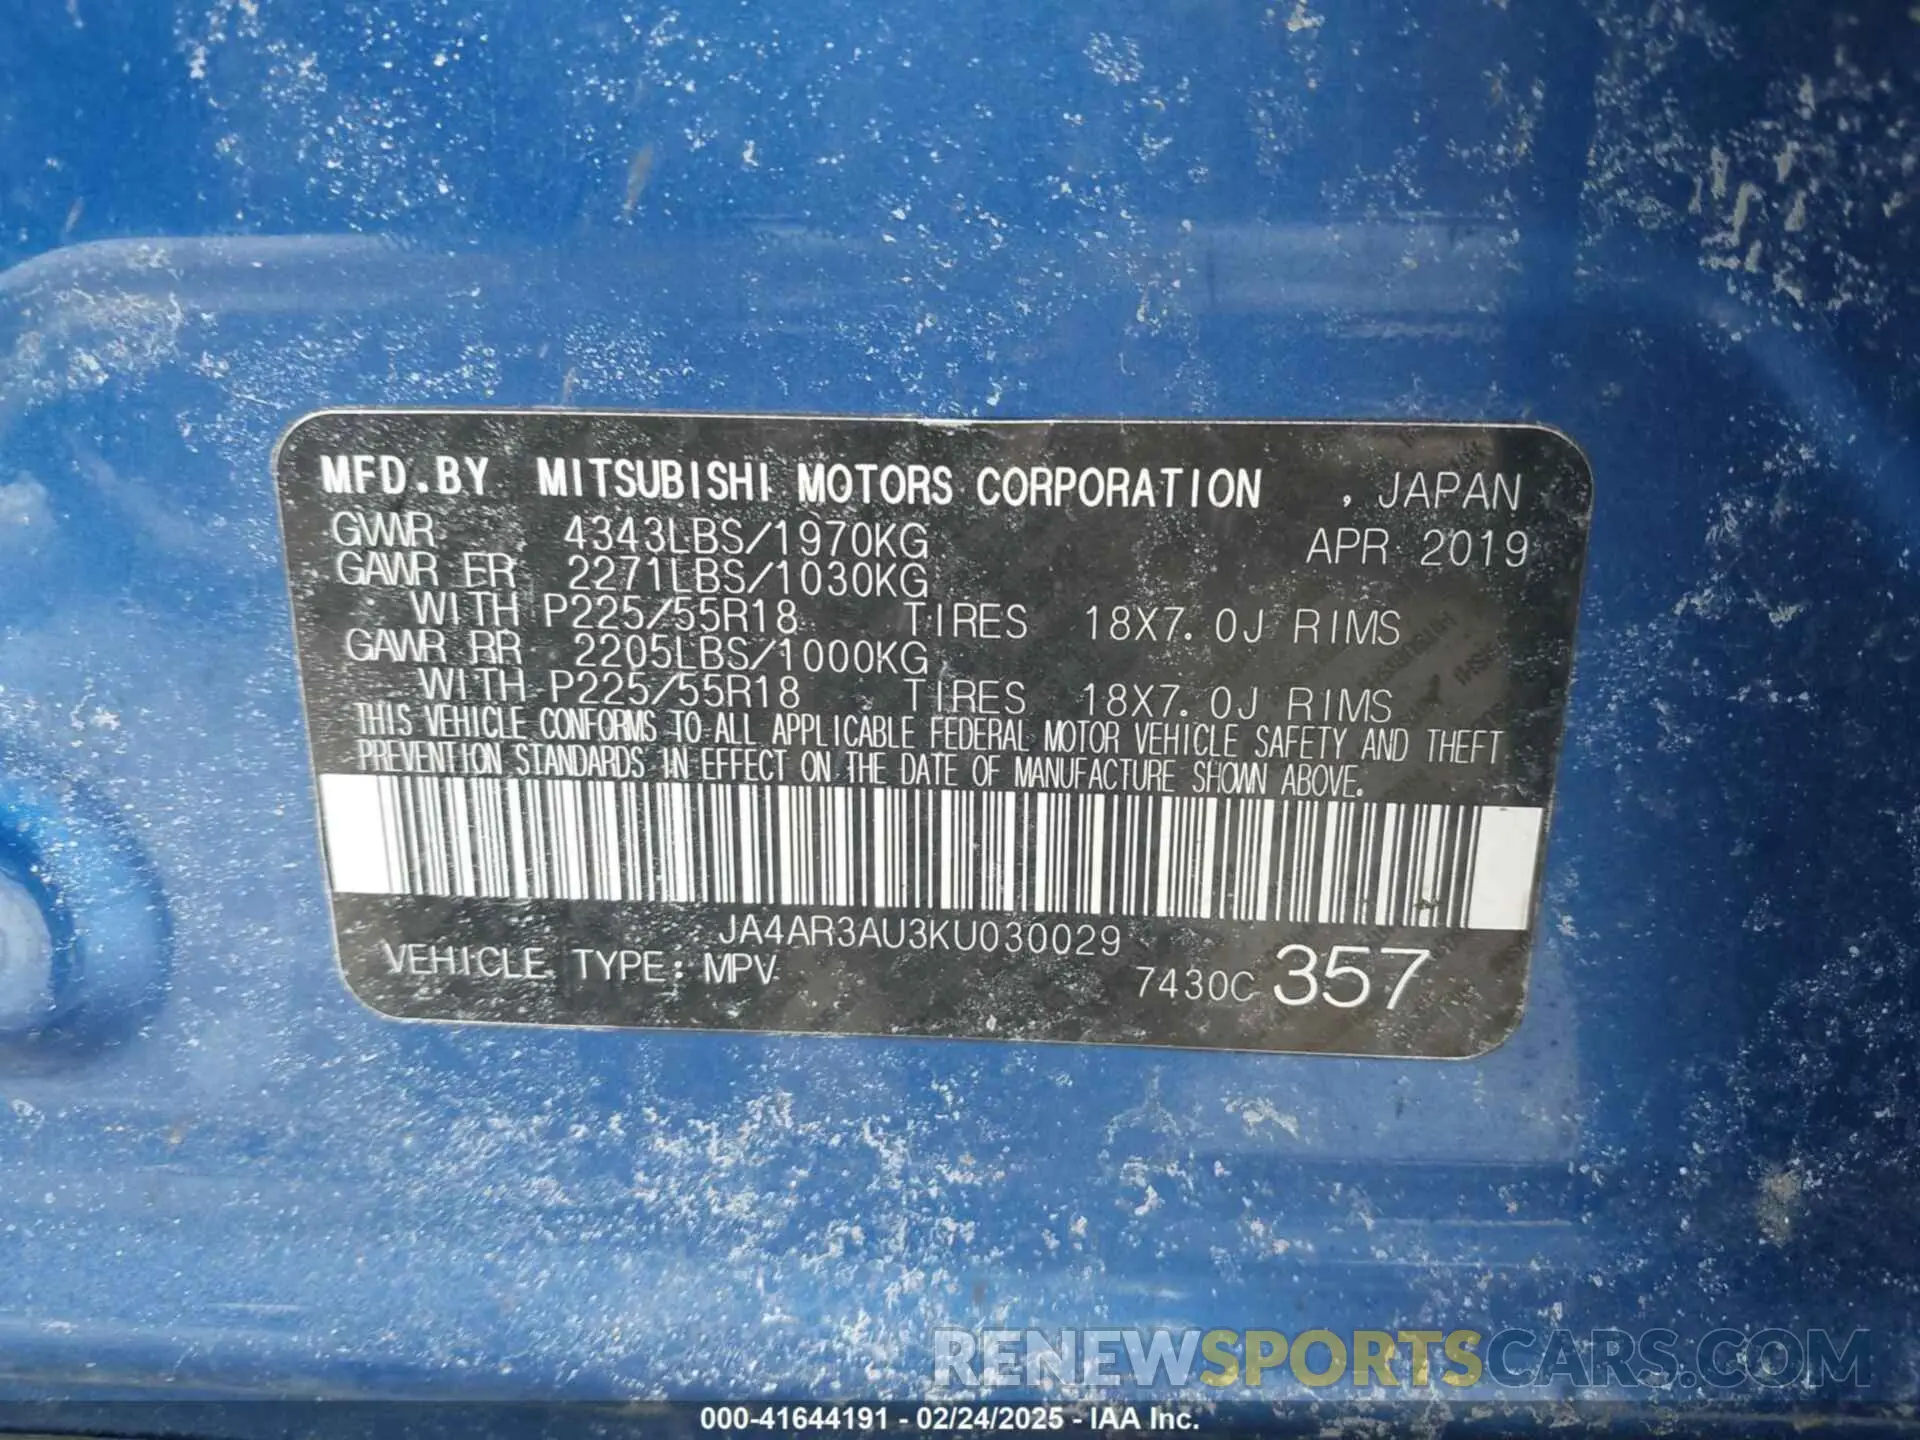 MFD.BY MITSUBISHI MOTORS CORPORATION , JAPAN
GVWR 4343LBS/1970KG APR 2019
GAWR FR 2271LBS/1030KG
WITH P225/55R18 TIRES 18X7.0J RIMS
GAWR RR 2205LBS/1000KG
WITH P225/55R18 TIRES 18X7.0J RIMS
THIS VEHICLE CONFORMS TO ALL APPLICABLE FEDERAL MOTOR VEHICLE SAFETY AND THEFT
PREVENTION STANDARDS IN EFFECT ON THE DATE OF MANUFACTURE SHOWN ABOVE.
JA4AR3AU3KU030029
VEHICLE TYPE: MPV 7430C 357
RENEWSPORTSCARS.COM
000-41644191 - 02/24/2025 - IAA Inc.